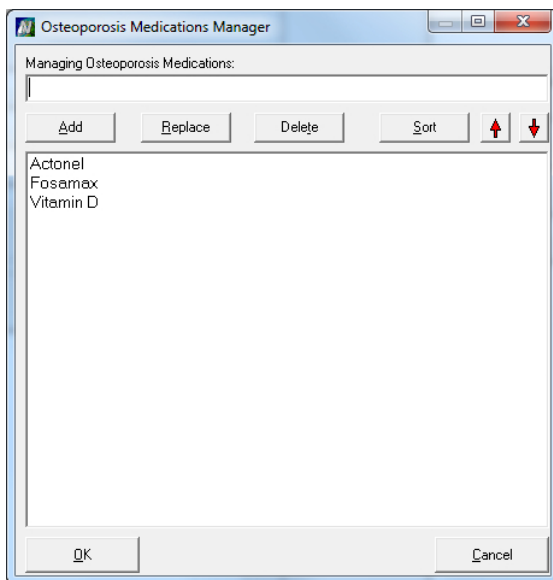 Osteoporosis Medications Manager
Managing Osteoporosis Medications:
Add Replace Delete Sort
Actonel
Fosamax
Vitamin D
OK Cancel